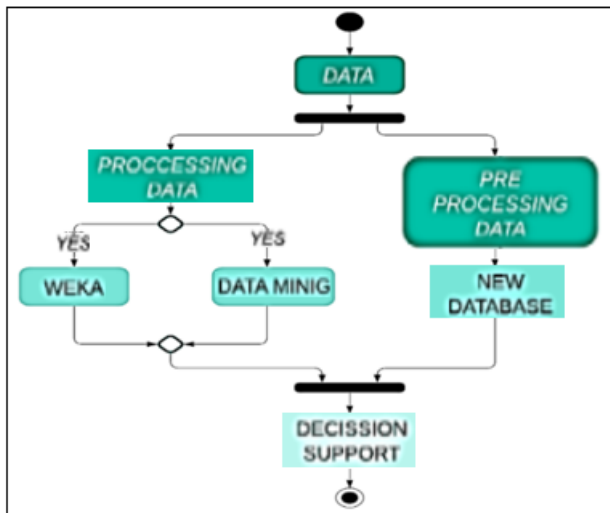 DATA
PROCCESSING
DATA
PRE
PROCESSING
DATA
YES
YES
WEKA
DATA MINIG
NEW
DATABASE
DECISSION
SUPPORT